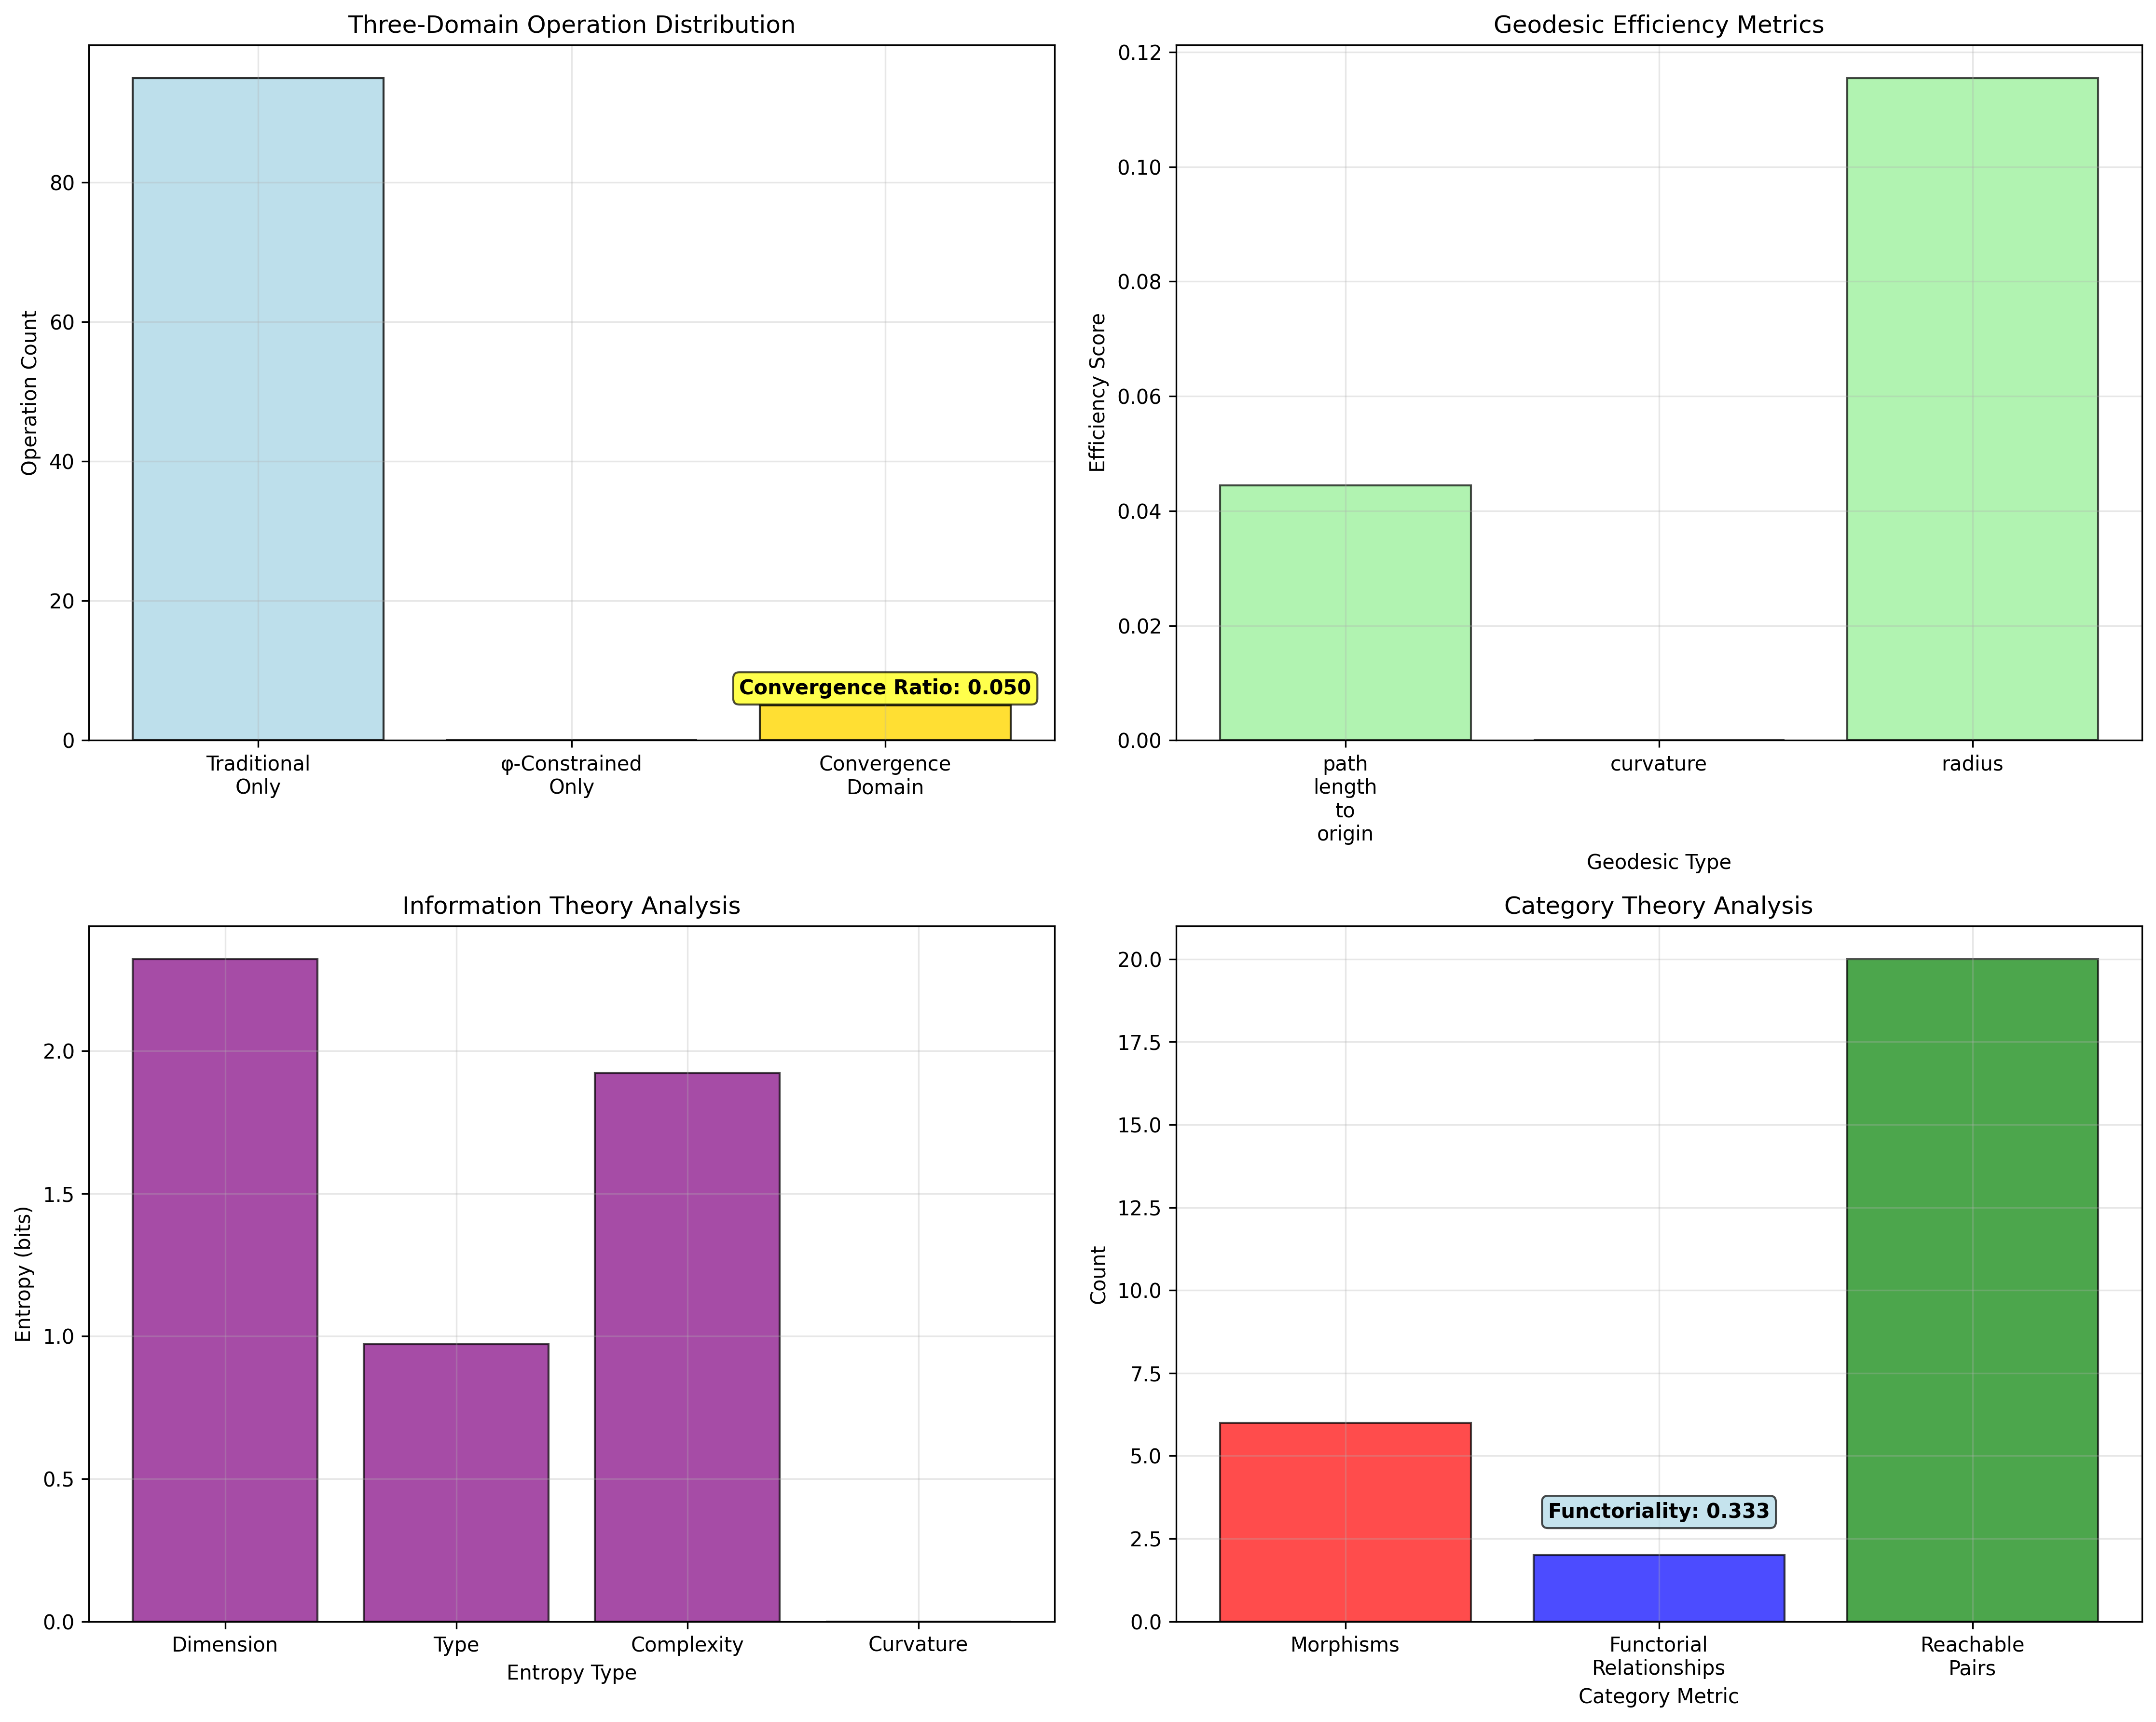 Three-Domain Operation Distribution
Operation Count
80
60
40
20
0
Convergence Ratio: 0.050
Traditional
Only
φ-Constrained
Only
Convergence
Domain
Geodesic Efficiency Metrics
Efficiency Score
0.12
0.10
0.08
0.06
0.04
0.02
0.00
path
length
to
origin
curvature
radius
Geodesic Type
Information Theory Analysis
Entropy (bits)
2.0
1.5
1.0
0.5
0.0
Dimension
Type
Complexity
Curvature
Entropy Type
Category Theory Analysis
Count
20.0
17.5
15.0
12.5
10.0
7.5
5.0
2.5
0.0
Functoriality: 0.333
Morphisms
Functorial
Relationships
Reachable
Pairs
Category Metric